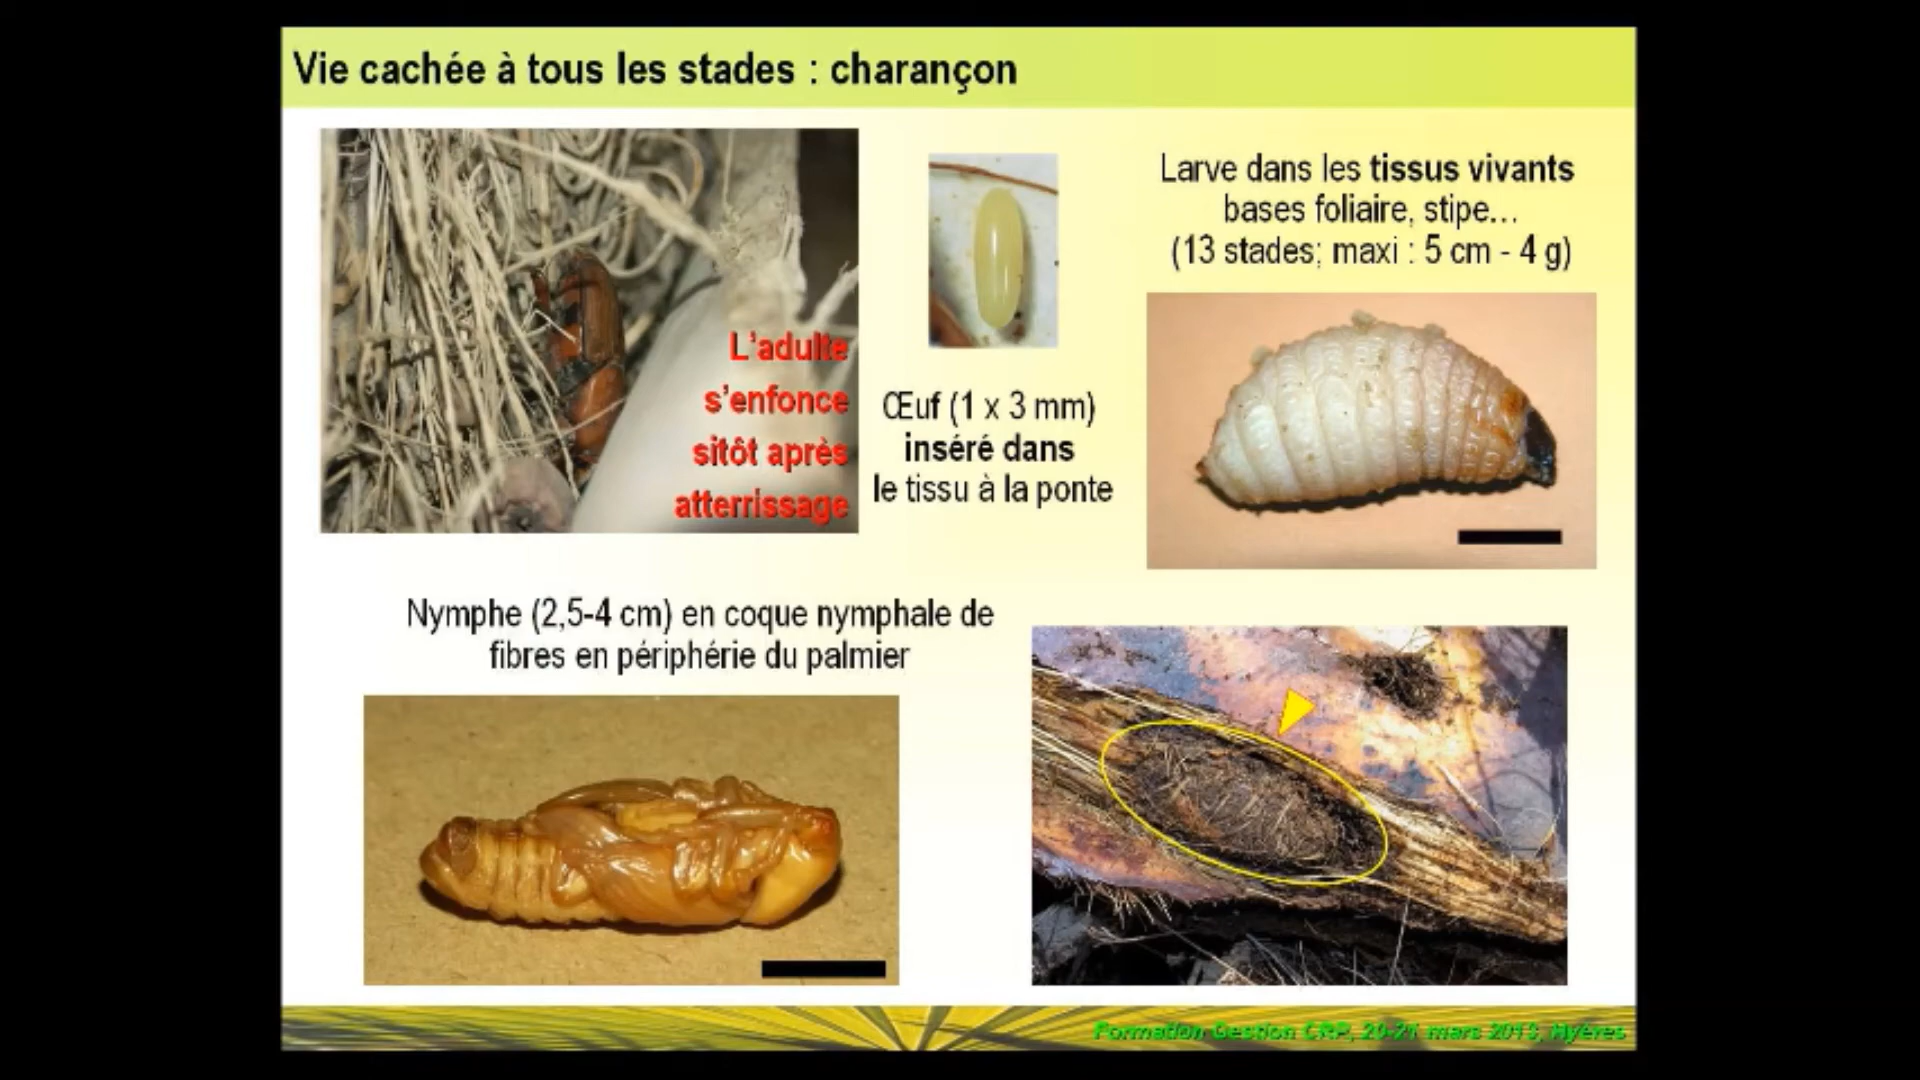 Vie cachée à tous les stades : charançon
L'adulte
s'enfonce
sitôt après
atterrissage
Œuf (1 x 3 mm)
inséré dans
le tissu à la ponte
Larve dans les tissus vivants
bases foliaire, stipe...
(13 stades; maxi : 5 cm - 4 g)
Nymphe (2,5-4 cm) en coque nymphale de
fibres en périphérie du palmier
Formation Gestion CRP, 20-21 mars 2013, Hyères